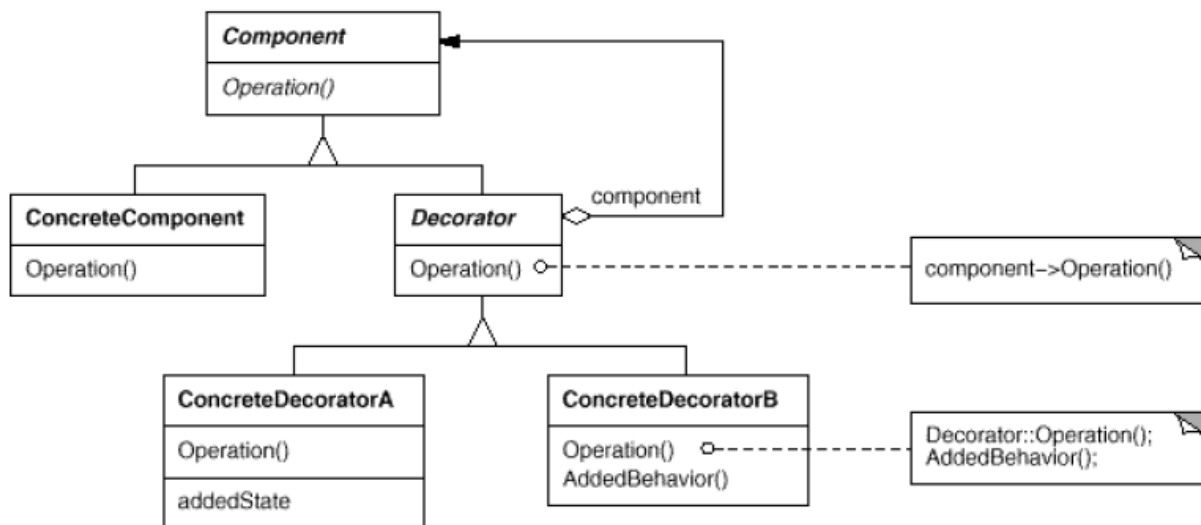 Component
Operation()
component
ConcreteComponent
Operation()
Decorator
Operation()
component->Operation()
ConcreteDecoratorA
Operation()
addedState
ConcreteDecoratorB
Operation()
AddedBehavior()
Decorator::Operation();
AddedBehavior();